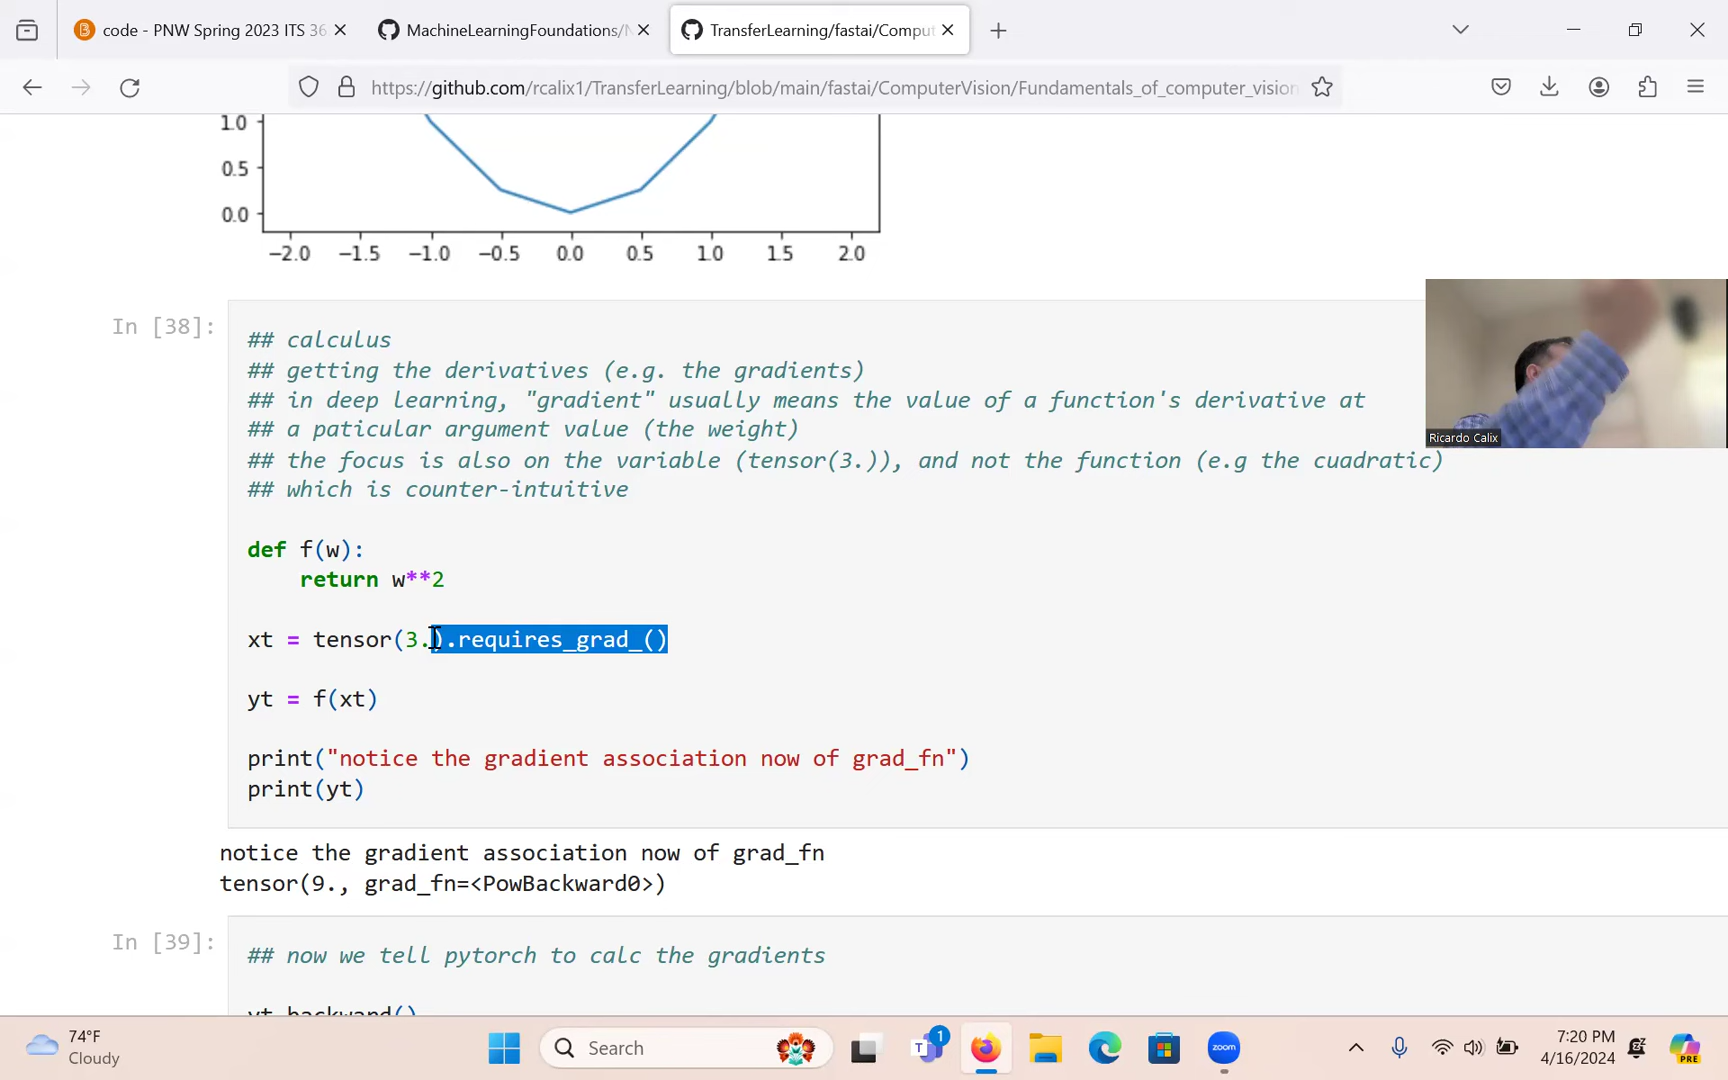 code - PNW Spring 2023 ITS 36
MachineLearningFoundations/N
TransferLearning/fastai/Comput
https://github.com/rcalix1/TransferLearning/blob/main/fastai/ComputerVision/Fundamentals_of_computer_vision
1.0
0.5
0.0
−2.0 −1.5 −1.0 −0.5 0.0 0.5 1.0 1.5 2.0
In [38]:
## calculus
## getting the derivatives (e.g. the gradients)
## in deep learning, "gradient" usually means the value of a function's derivative at
## a paticular argument value (the weight)
## the focus is also on the variable (tensor(3.)), and not the function (e.g the cuadratic)
## which is counter-intuitive
def f(w):
return w**2
xt = tensor(3.).requires_grad_()
yt = f(xt)
print("notice the gradient association now of grad_fn")
print(yt)
Ricardo Calix
notice the gradient association now of grad_fn
tensor(9., grad_fn=<PowBackward0>)
In [39]:
## now we tell pytorch to calc the gradients
yt.backward()
74°F
Cloudy
Search
1
zoom
7:20 PM
4/16/2024
PRE